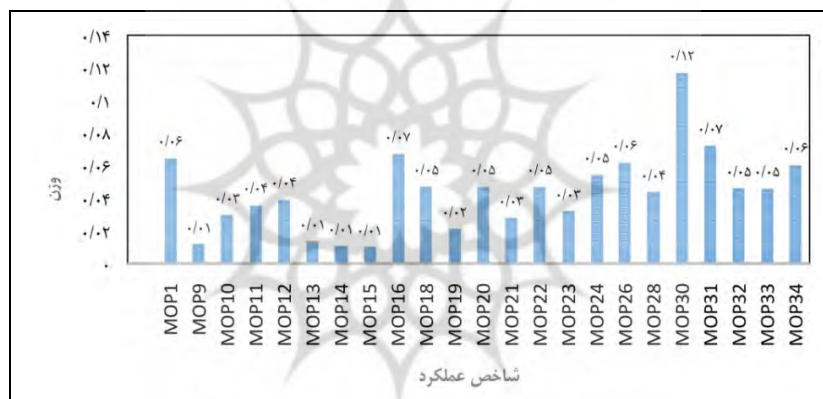 ۰/۱۴
۰/۱۲
۰/۱
۰/۰۸
۰/۰۶
۰/۰۴
۰/۰۲
۰
وزن
۰/۰۶
۰/۰۱
۰/۰۳
۰/۰۴
۰/۰۴
۰/۰۱
۰/۰۱
۰/۰۱
۰/۰۷
۰/۰۵
۰/۰۲
۰/۰۵
۰/۰۳
۰/۰۵
۰/۰۳
۰/۰۵
۰/۰۶
۰/۰۴
۰/۱۲
۰/۰۷
۰/۰۵
۰/۰۵
۰/۰۶
MOP1
MOP9
MOP10
MOP11
MOP12
MOP13
MOP14
MOP15
MOP16
MOP18
MOP19
MOP20
MOP21
MOP22
MOP23
MOP24
MOP26
MOP28
MOP30
MOP31
MOP32
MOP33
MOP34
شاخص عملکرد